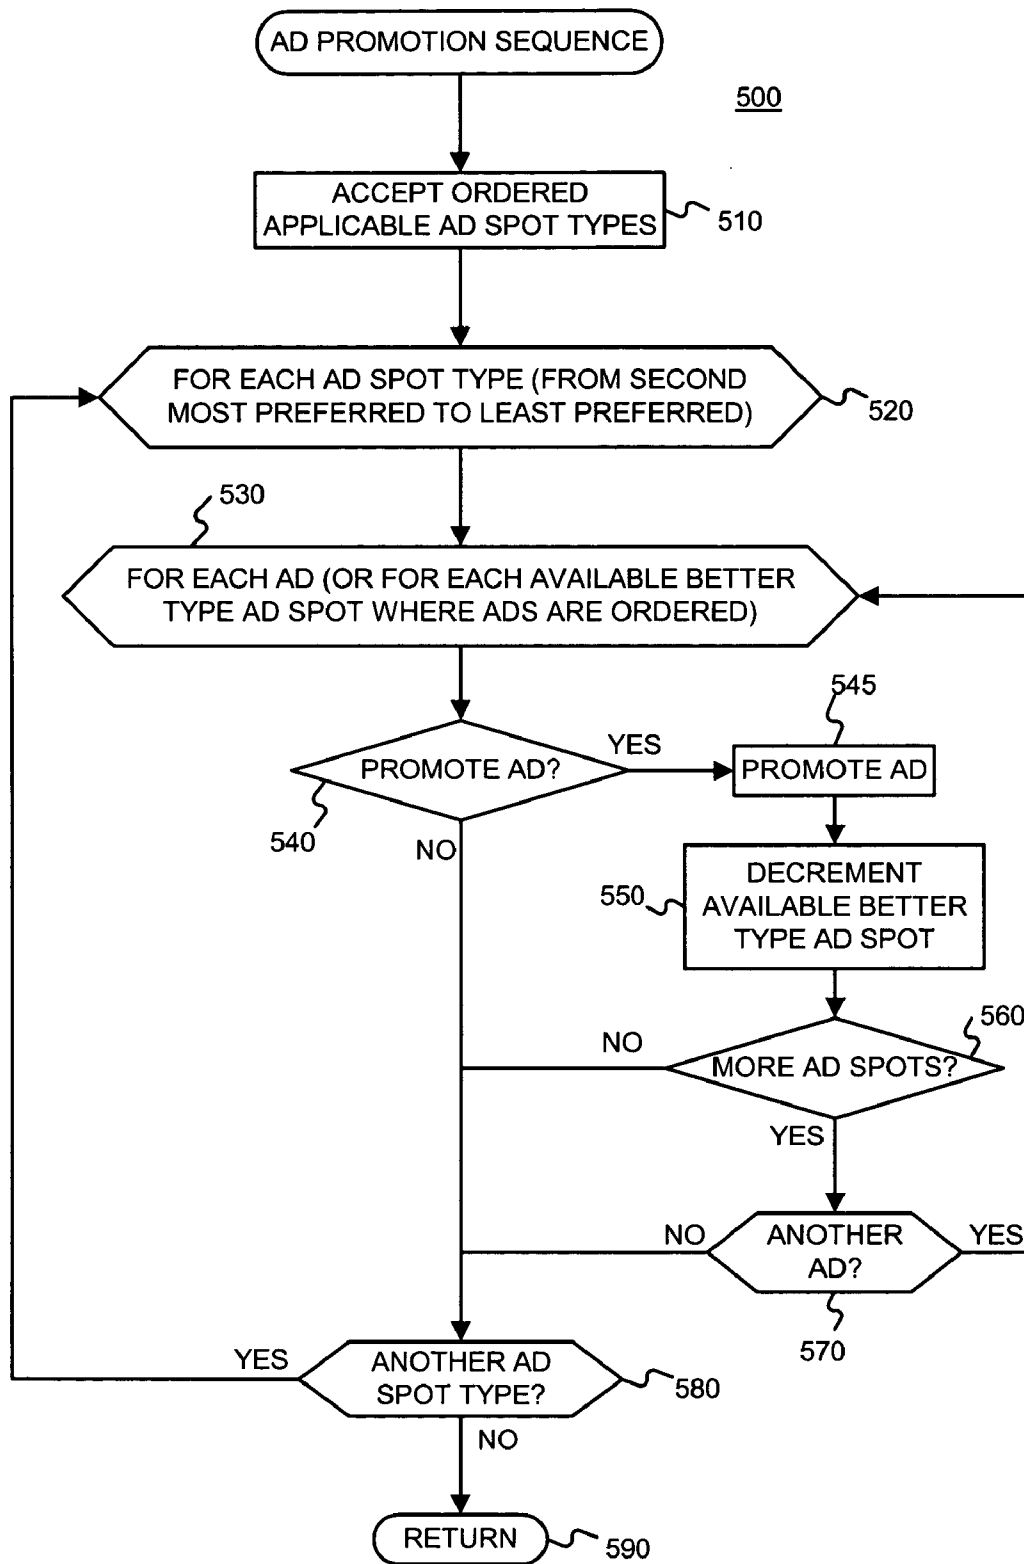 AD PROMOTION SEQUENCE
500
ACCEPT ORDERED
APPLICABLE AD SPOT TYPES
510
FOR EACH AD SPOT TYPE (FROM SECOND
MOST PREFERRED TO LEAST PREFERRED)
520
530
FOR EACH AD (OR FOR EACH AVAILABLE BETTER
TYPE AD SPOT WHERE ADS ARE ORDERED)
545
PROMOTE AD?
YES
PROMOTE AD
540
NO
DECREMENT
AVAILABLE BETTER
TYPE AD SPOT
550
560
NO
MORE AD SPOTS?
YES
NO
ANOTHER
AD?
YES
570
YES
ANOTHER AD
SPOT TYPE?
580
NO
RETURN
590